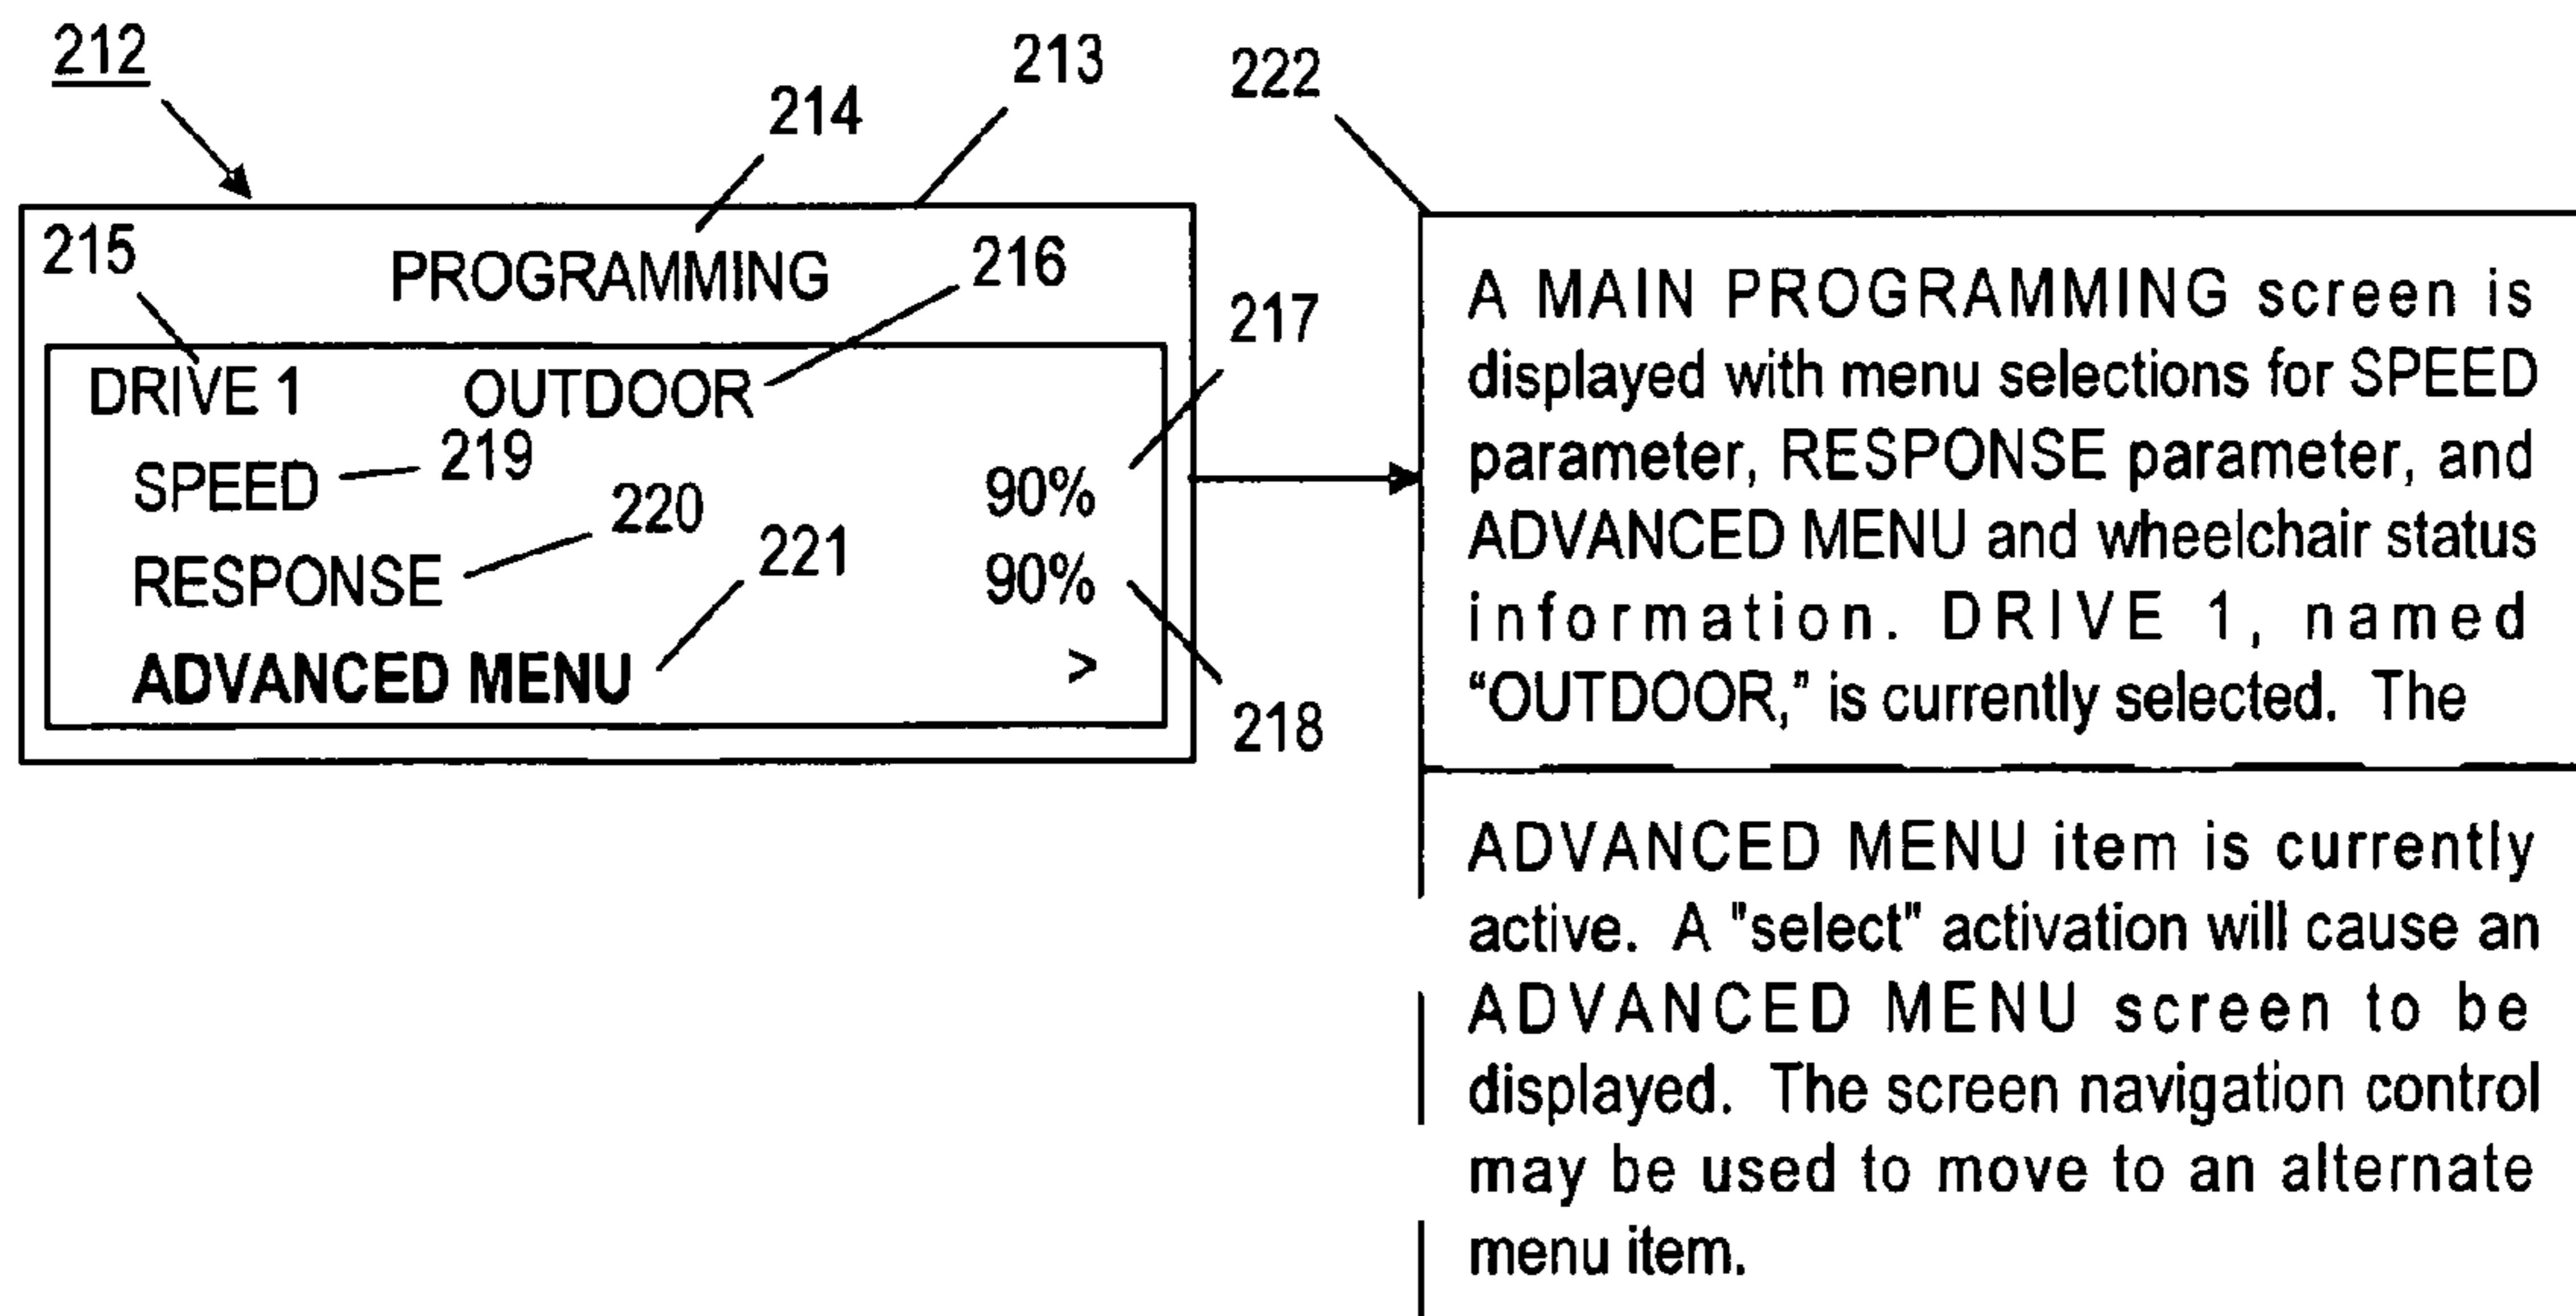 212
213
214
222
215
PROGRAMMING
216
217
DRIVE 1 OUTDOOR
SPEED 219 90%
220
RESPONSE 221 90%
ADVANCED MENU >
218
A MAIN PROGRAMMING screen is
displayed with menu selections for SPEED
parameter, RESPONSE parameter, and
ADVANCED MENU and wheelchair status
information. DRIVE 1, named
“OUTDOOR,” is currently selected. The
ADVANCED MENU item is currently
active. A "select" activation will cause an
ADVANCED MENU screen to be
displayed. The screen navigation control
may be used to move to an alternate
menu item.